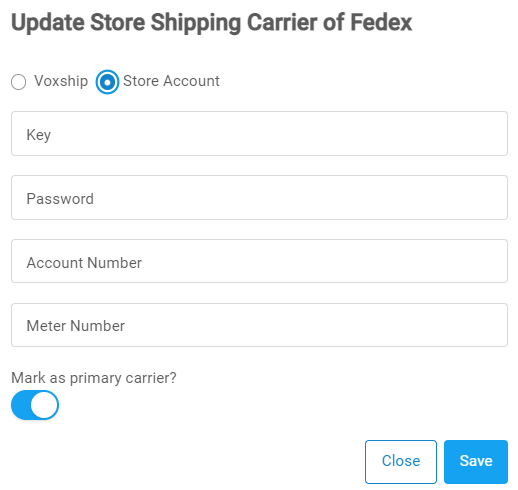 Update Store Shipping Carrier of Fedex
Voxship Store Account
Key
Password
Account Number
Meter Number
Mark as primary carrier?
Close Save